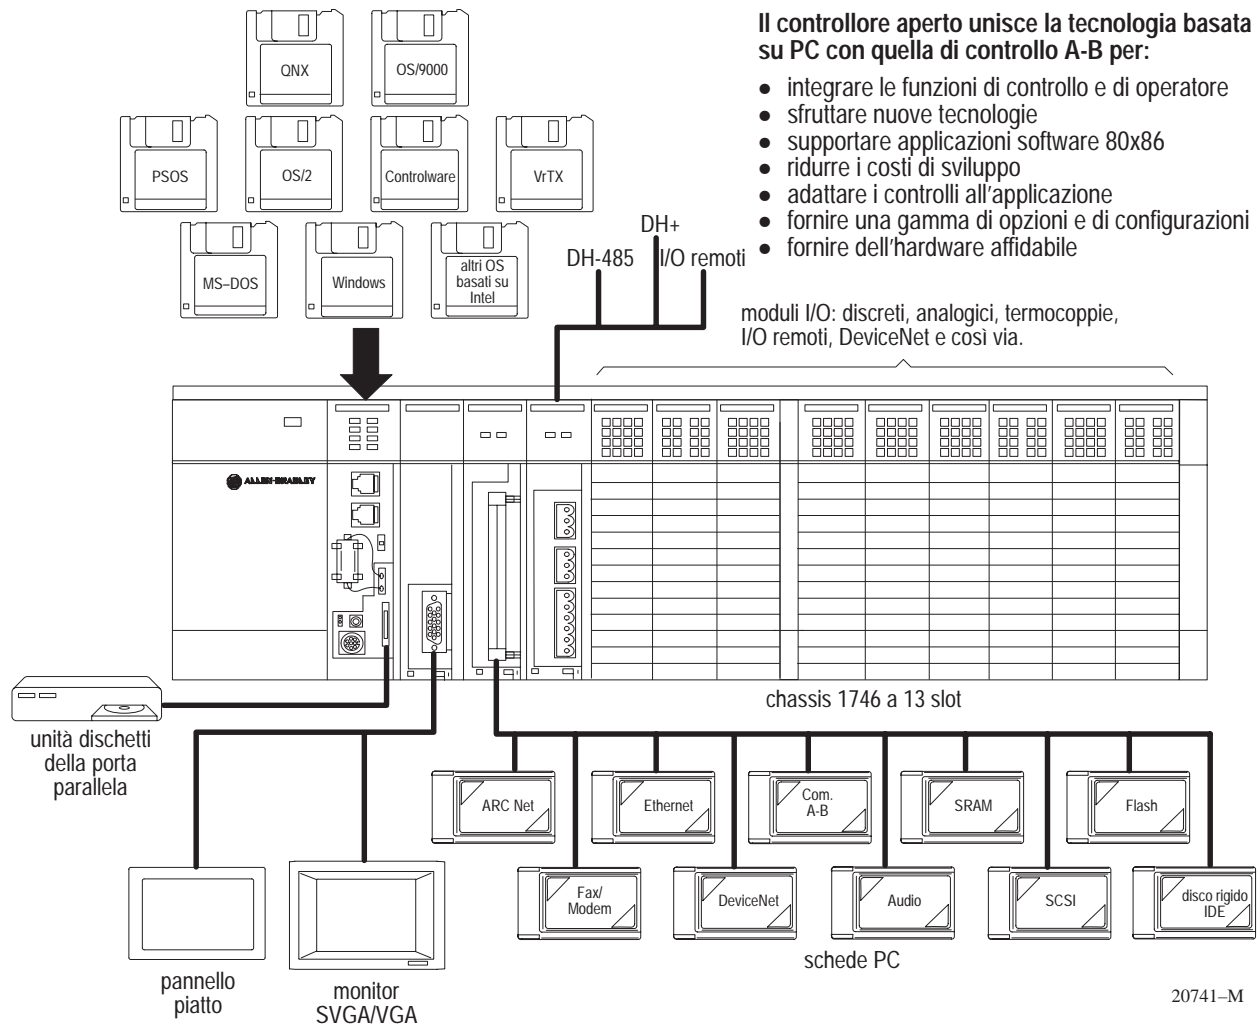 Il controllore aperto unisce la tecnologia basata
su PC con quella di controllo A-B per:
● integrare le funzioni di controllo e di operatore
● sfruttare nuove tecnologie
● supportare applicazioni software 80x86
● ridurre i costi di sviluppo
● adattare i controlli all'applicazione
● fornire una gamma di opzioni e di configurazioni
● fornire dell'hardware affidabile
QNX
OS/9000
PSOS
OS/2
Controlware
VrTX
MS–DOS
Windows
altri OS
basati su
Intel
DH+
DH-485
I/O remoti
moduli I/O: discreti, analogici, termocoppie,
I/O remoti, DeviceNet e così via.
ALLEN-BRADLEY
chassis 1746 a 13 slot
unità dischetti
della porta
parallela
ARC Net
Ethernet
Com.
A-B
SRAM
Flash
Fax/
Modem
DeviceNet
Audio
SCSI
disco rigido
IDE
schede PC
pannello
piatto
monitor
SVGA/VGA
20741–M